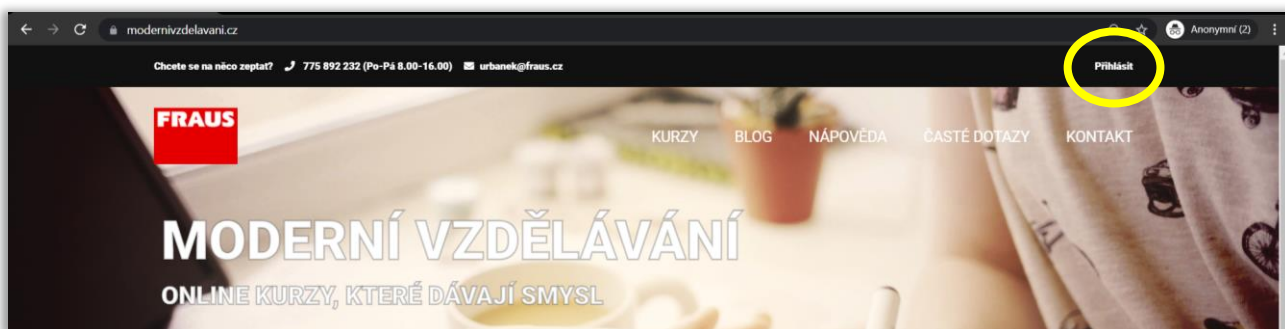 modernivzdelavani.cz
Anonymní (2)
Chcete se na něco zeptat? 775 892 232 (Po-Pá 8.00-16.00) urbanek@fraus.cz
Přihlásit
FRAUS
KURZY BLOG NÁPOVĚDA ČASTÉ DOTAZY KONTAKT
MODERNÍ VZDĚLÁVÁNÍ
ONLINE KURZY, KTERÉ DÁVAJÍ SMYSL